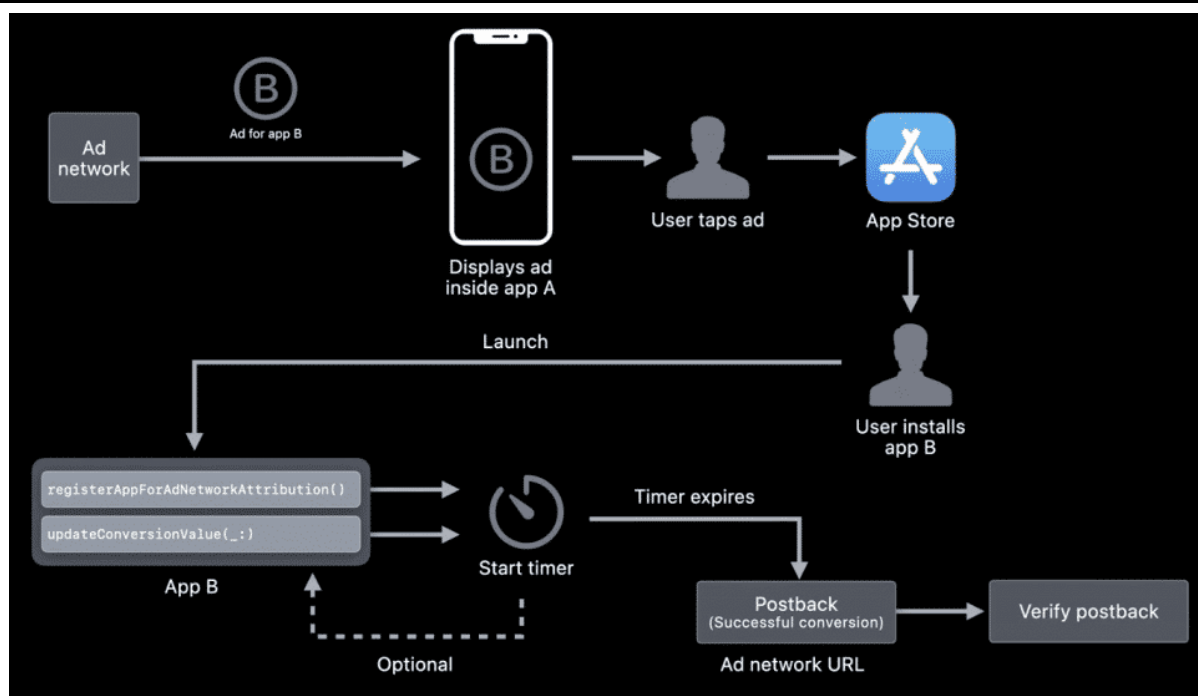 B
Ad for app B
Ad
network
B
Displays ad
inside app A
User taps ad
App Store
User installs
app B
Launch
registerAppForAdNetworkAttribution()
updateConversionValue(_:)
App B
Start timer
Optional
Timer expires
Postback
(Successful conversion)
Ad network URL
Verify postback